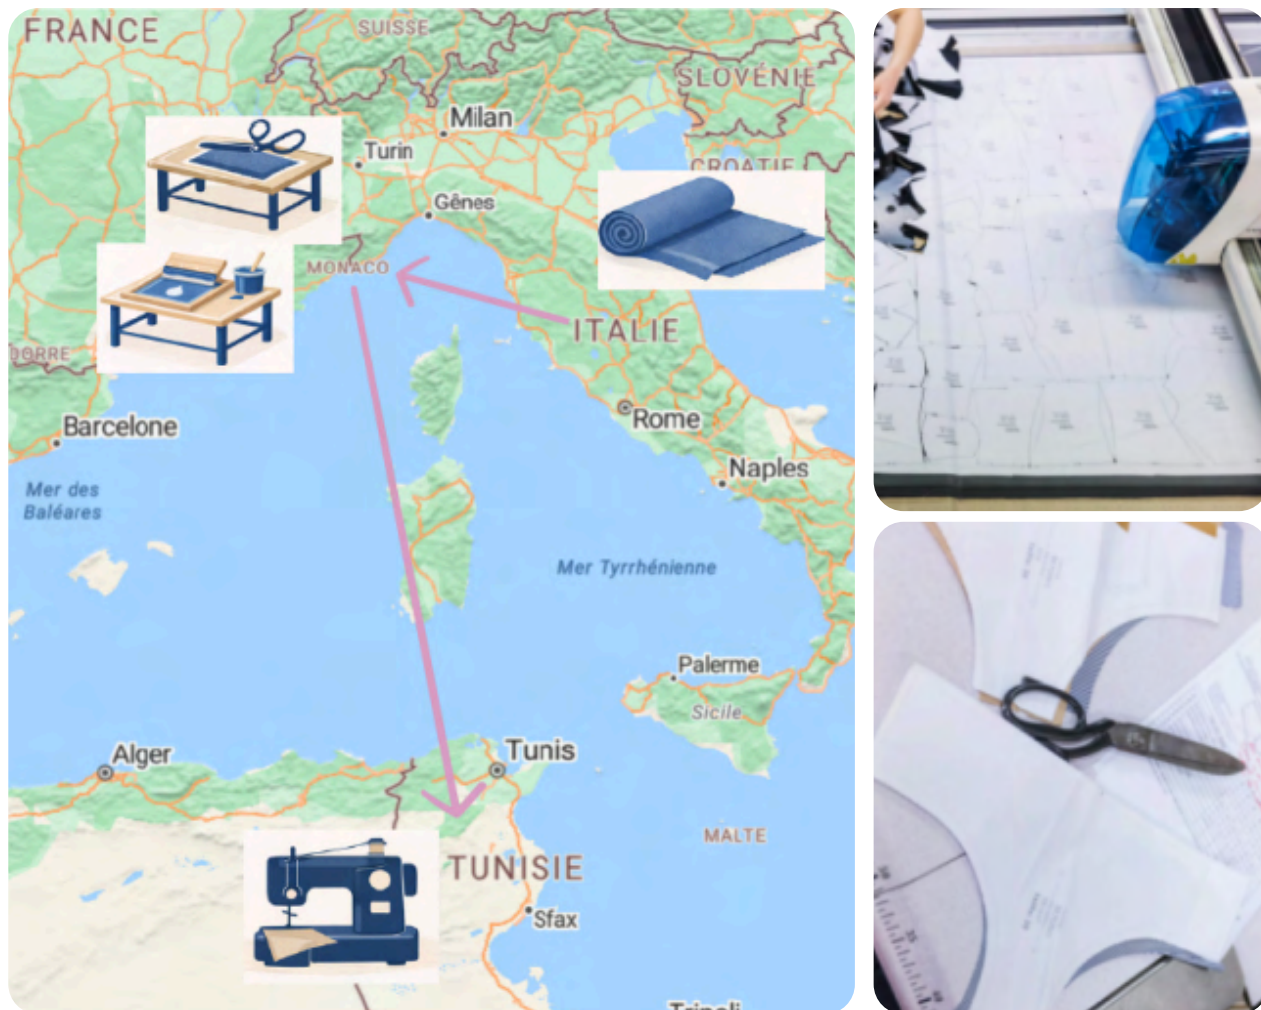 FRANCE
SUISSE
SLOVÉNIE
Milan
Turin
CROATIE
Gênes
MONACO
ITALIE
DORRE
Rome
Barcelone
Naples
Mer des
Baléares
Mer Tyrrhénienne
Palerme
Sicile
Alger
Tunis
MALTE
TUNISIE
Sfax
Tripoli